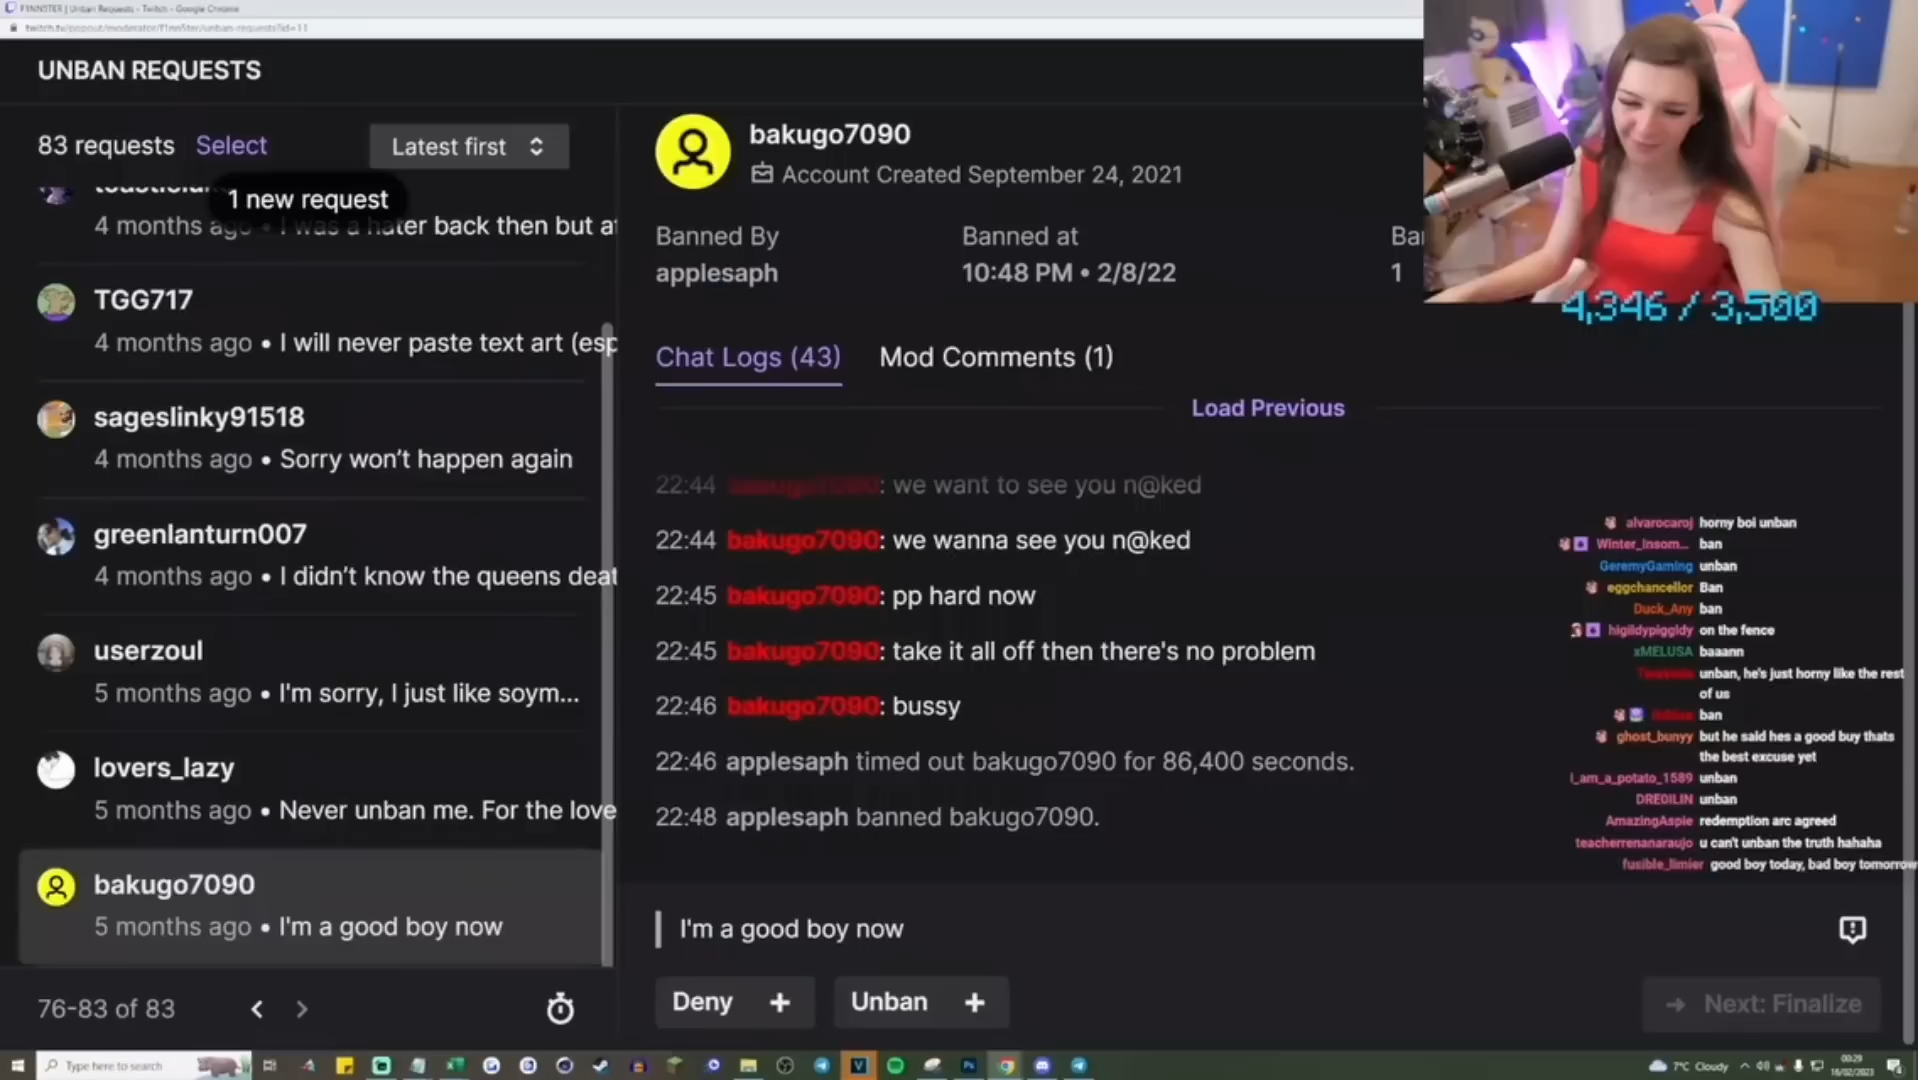 F1NN5TER | Unban Requests - Twitch - Google Chrome
UNBAN REQUESTS
83 requests Select Latest first
1 new request
4 months ago • I was a hater back then but af
TGG717
4 months ago • I will never paste text art (esp
sageslinky91518
4 months ago • Sorry won't happen again
greenlanturn007
4 months ago • I didn't know the queens deat
userzoul
5 months ago • I'm sorry, I just like soym...
lovers_lazy
5 months ago • Never unban me. For the love
bakugo7090
5 months ago • I'm a good boy now
76-83 of 83
bakugo7090
Account Created September 24, 2021
Banned By Banned at Ba
applesaph 10:48 PM • 2/8/22 1
4,346 / 3,500
Chat Logs (43) Mod Comments (1)
Load Previous
22:44 bakugo7090: we want to see you n@ked
22:44 bakugo7090: we wanna see you n@ked
22:45 bakugo7090: pp hard now
22:45 bakugo7090: take it all off then there's no problem
22:46 bakugo7090: bussy
22:46 applesaph timed out bakugo7090 for 86,400 seconds.
22:48 applesaph banned bakugo7090.
I'm a good boy now
Deny + Unban +
Next: Finalize
alvarocaroj horny boi unban
Winter_Insom... ban
GeremyGaming unban
eggchancellor Ban
Duck_Any ban
higildypiggldy on the fence
xMELUSA baaann
unban, he's just horny like the rest
of us
ban
ghost_bunyy but he said hes a good buy thats
the best excuse yet
i_am_a_potato_1589 unban
DRE0ILIN unban
AmazingAspie redemption arc agreed
teacherrenanaraujo u can't unban the truth hahaha
fusible_limier good boy today, bad boy tomorrow
Type here to search
7°C Cloudy
00:29
16/02/2023